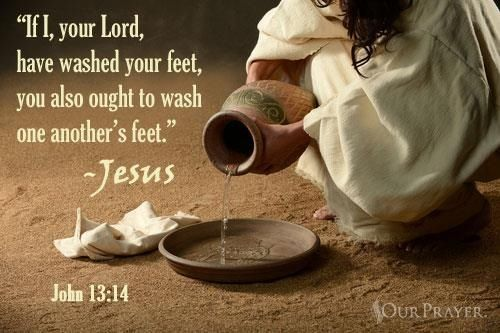 “If I, your Lord,
have washed your feet,
you also ought to wash
one another’s feet.”
~Jesus
John 13:14
OURPRAYER.